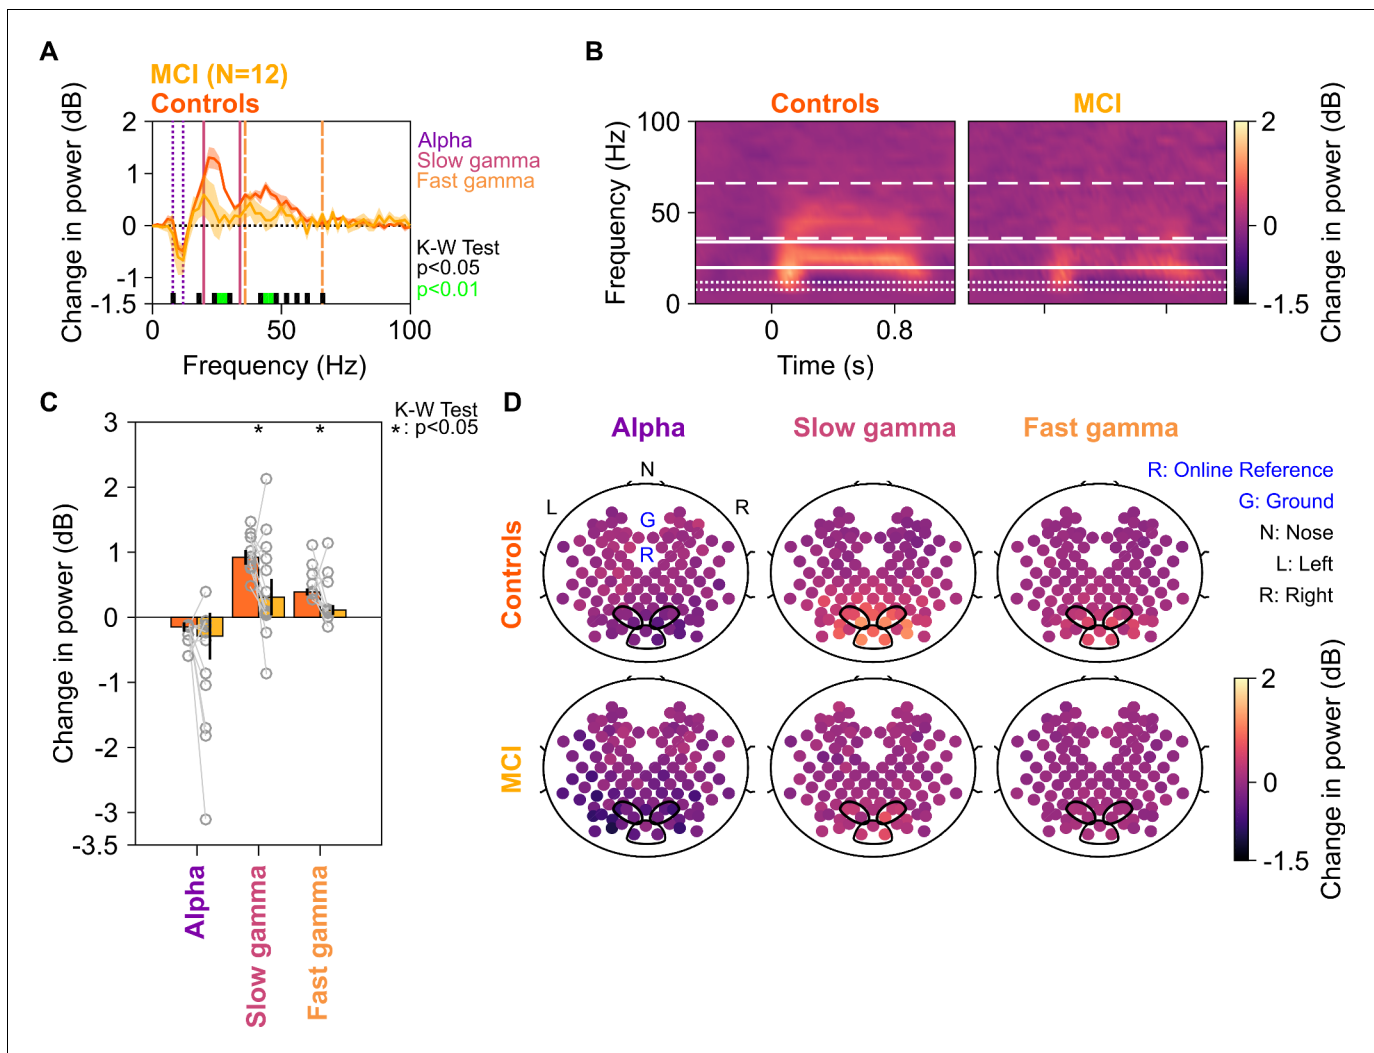 A
MCI (N=12)
Controls
Change in power (dB)
2
1
0
-1
-1.5
0
50
100
Frequency (Hz)
Alpha
Slow gamma
Fast gamma
K-W Test
p<0.05
p<0.01
B
Controls
MCI
Frequency (Hz)
100
50
0
0
0.8
Time (s)
2
0
-1.5
Change in power (dB)
C
K-W Test
*: p<0.05
* *
Change in power (dB)
3
2
1
0
-1
-2
-3
-3.5
Alpha
Slow gamma
Fast gamma
D
Alpha
Slow gamma
Fast gamma
Controls
MCI
N
L
R
G
R
R: Online Reference
G: Ground
N: Nose
L: Left
R: Right
2
0
-1.5
Change in power (dB)